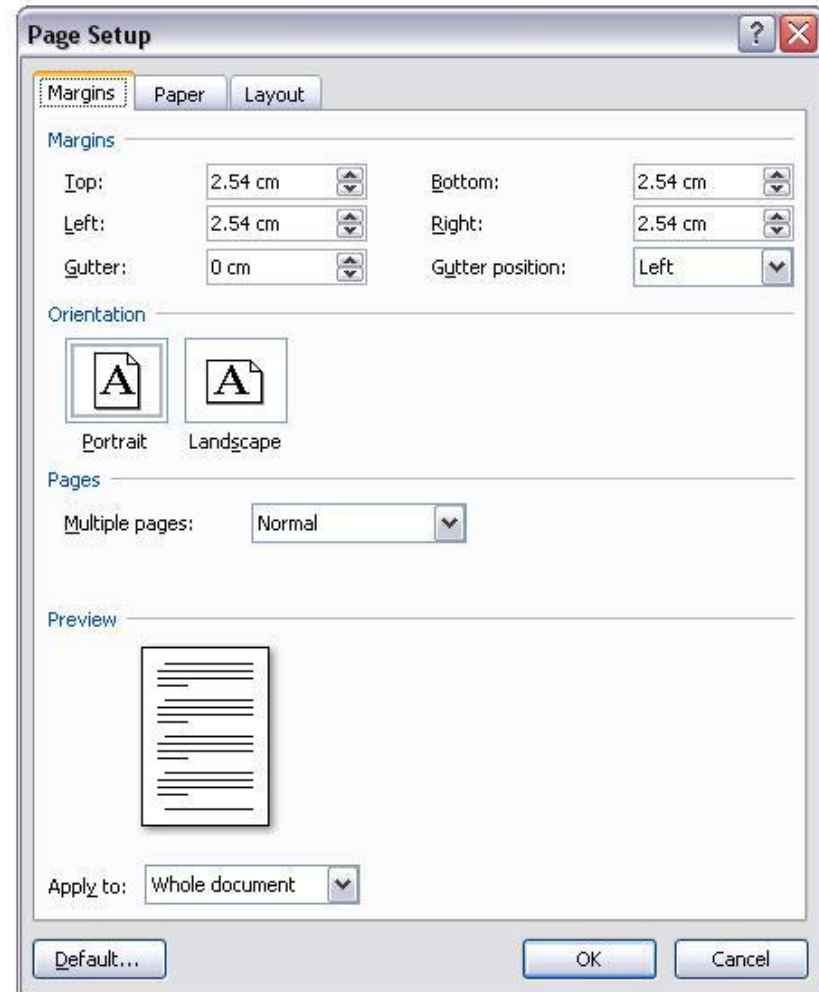 Page Setup ?
Margins Paper Layout
Margins
Top: 2.54 cm Bottom: 2.54 cm
Left: 2.54 cm Right: 2.54 cm
Gutter: 0 cm Gutter position: Left
Orientation
A A
Portrait Landscape
Pages
Multiple pages: Normal
Preview
Apply to: Whole document
Default... OK Cancel